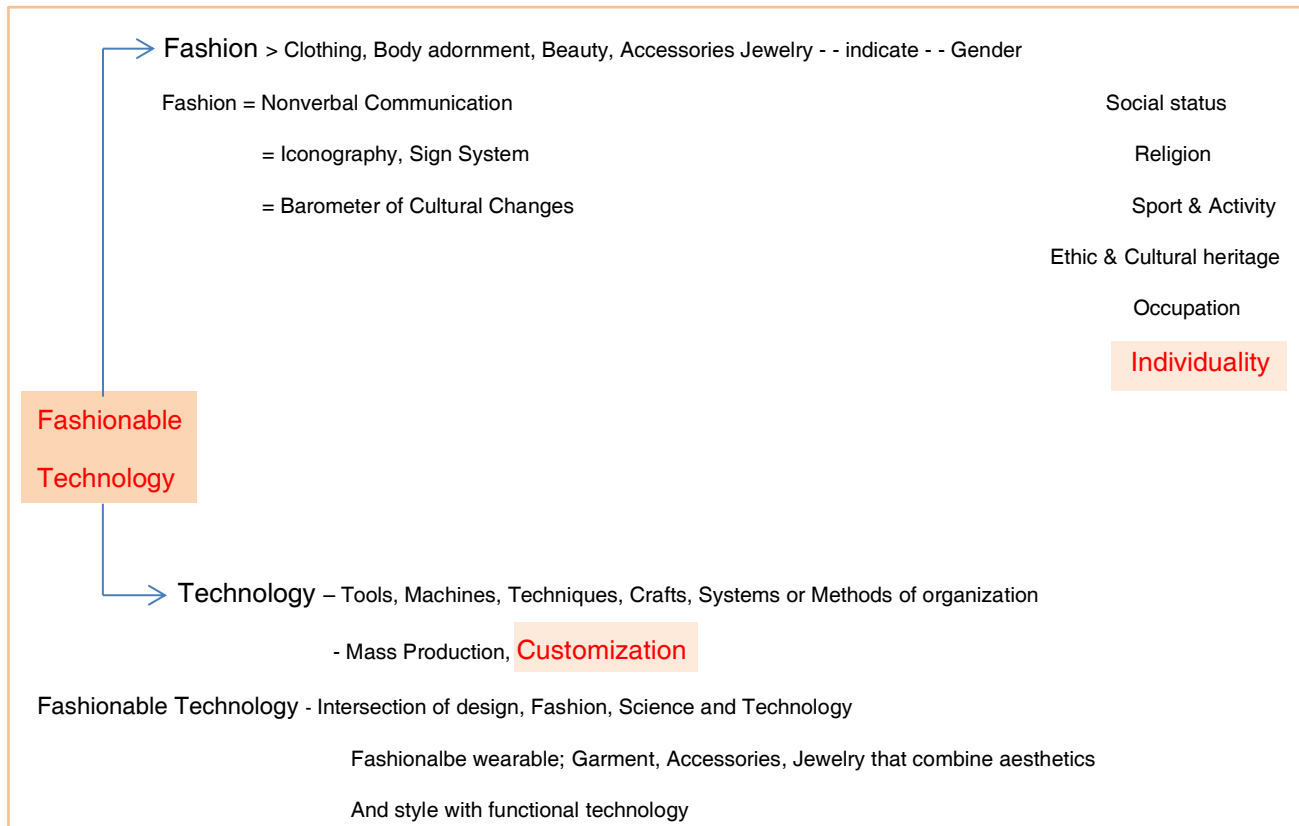 Fashion > Clothing, Body adornment, Beauty, Accessories Jewelry - - indicate - - Gender
Fashion = Nonverbal Communication Social status
= Iconography, Sign System Religion
= Barometer of Cultural Changes Sport & Activity
Ethic & Cultural heritage
Occupation
Individuality
Fashionable
Technology
Technology – Tools, Machines, Techniques, Crafts, Systems or Methods of organization
- Mass Production, Customization
Fashionable Technology - Intersection of design, Fashion, Science and Technology
Fashionalbe wearable; Garment, Accessories, Jewelry that combine aesthetics
And style with functional technology